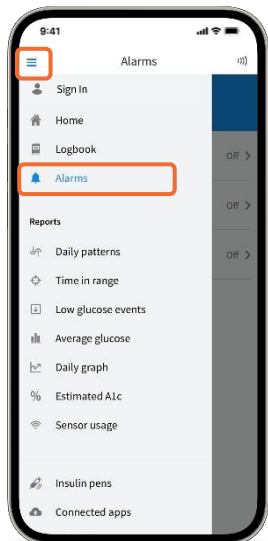 9:41
Alarms
Sign In
Home
Logbook
Off
Alarms
Off
Reports
Off
Daily patterns
Time in range
Low glucose events
Average glucose
Daily graph
% Estimated A1c
Sensor usage
Insulin pens
Connected apps